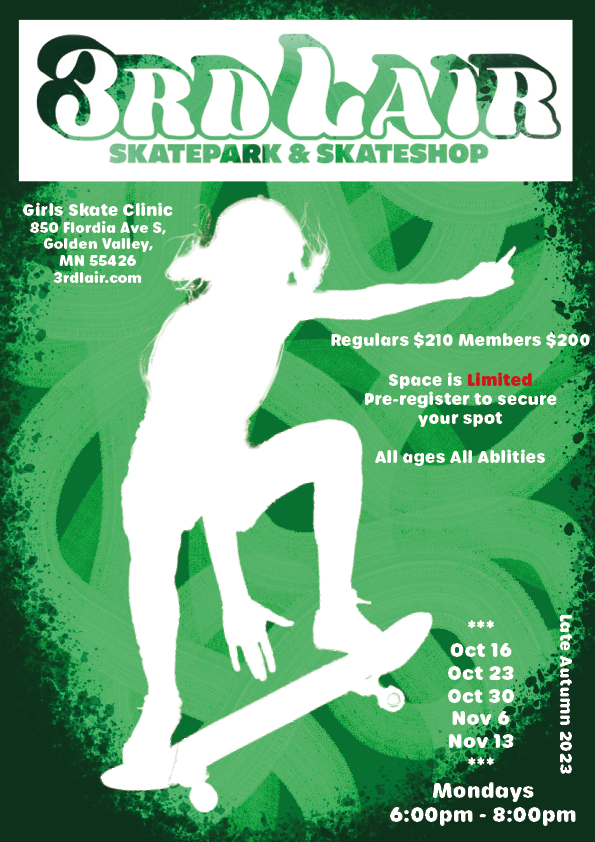 3RD LAIR
SKATEPARK & SKATESHOP
Girls Skate Clinic
850 Flordia Ave S,
Golden Valley,
MN 55426
3rdlair.com
Regulars $210 Members $200
Space is Limited
Pre-register to secure
your spot
All ages All Ablities
***
Oct 16
Oct 23
Oct 30
Nov 6
Nov 13
***
Late Autumn 2023
Mondays
6:00pm - 8:00pm